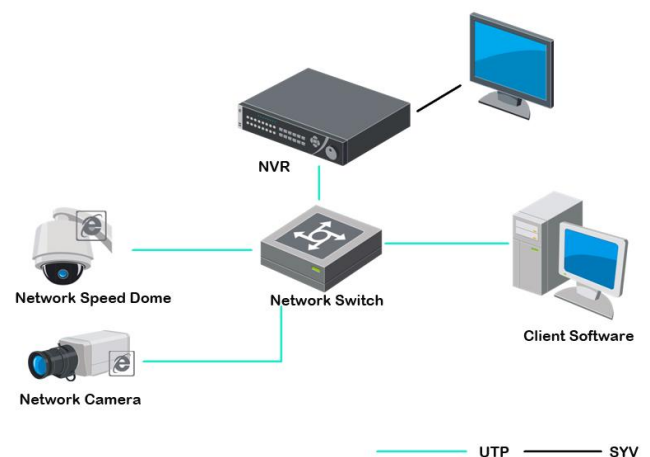 NVR
Network Speed Dome
Network Switch
Client Software
Network Camera
UTP
SYV